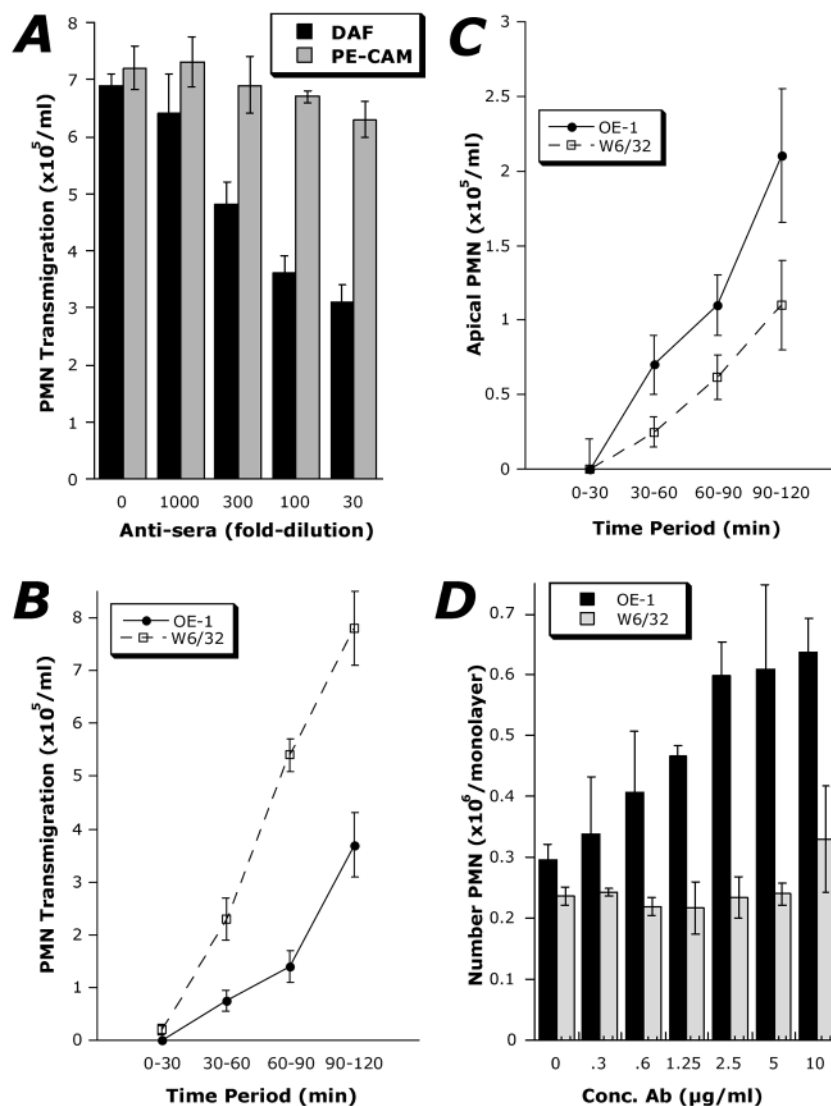 A
DAF
PE-CAM
PMN Transmigration (x10⁵/ml)
8
7
6
5
4
3
2
1
0
0 1000 300 100 30
Anti-sera (fold-dilution)
C
OE-1
W6/32
Apical PMN (x10⁵/ml)
3
2.5
2
1.5
1
0.5
0
0-30 30-60 60-90 90-120
Time Period (min)
B
OE-1
W6/32
PMN Transmigration (x10⁵/ml)
8
7
6
5
4
3
2
1
0
0-30 30-60 60-90 90-120
Time Period (min)
D
OE-1
W6/32
Number PMN (x10⁶/monolayer)
0.7
0.6
0.5
0.4
0.3
0.2
0.1
0
0 .3 .6 1.25 2.5 5 10
Conc. Ab (µg/ml)